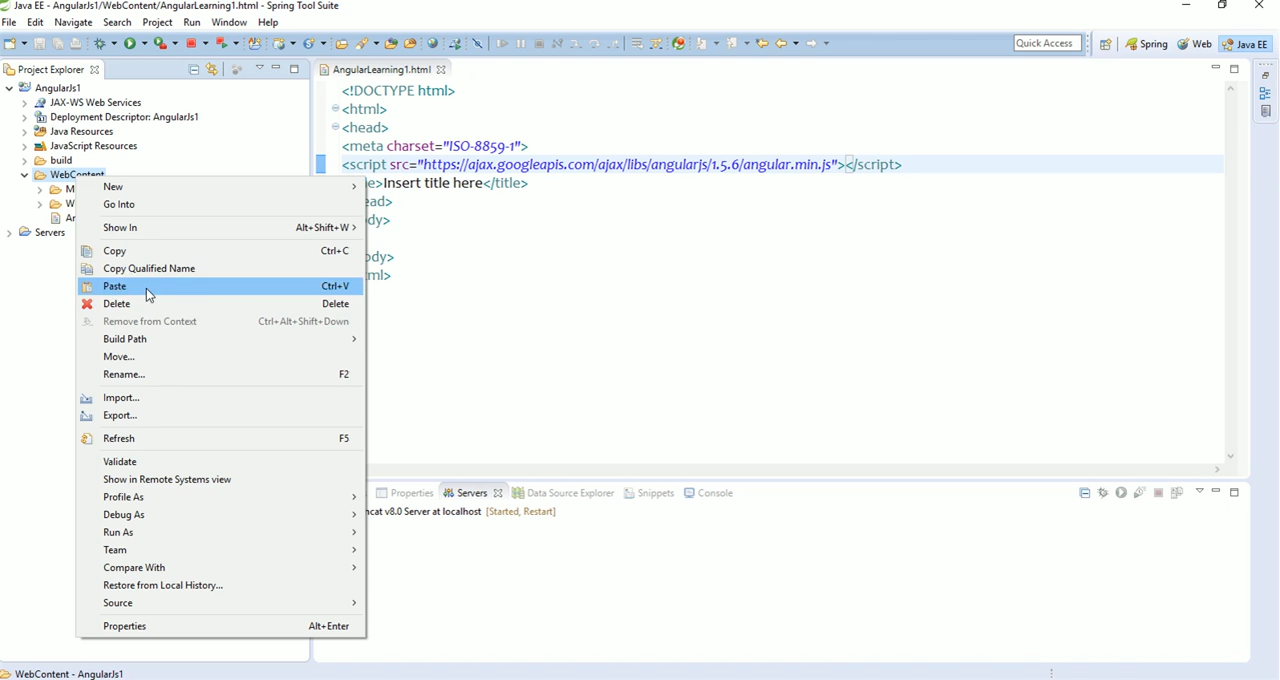 Java EE - AngularJs1/WebContent/AngularLearning1.html - Spring Tool Suite
File Edit Navigate Search Project Run Window Help
Quick Access Spring Web Java EE
Project Explorer
AngularJs1
JAX-WS Web Services
Deployment Descriptor: AngularJs1
Java Resources
JavaScript Resources
build
WebContent
M
W
Ar
Servers
New
Go Into
Show In Alt+Shift+W
Copy Ctrl+C
Copy Qualified Name
Paste Ctrl+V
Delete Delete
Remove from Context Ctrl+Alt+Shift+Down
Build Path
Move...
Rename... F2
Import...
Export...
Refresh F5
Validate
Show in Remote Systems view
Profile As
Debug As
Run As
Team
Compare With
Restore from Local History...
Source
Properties Alt+Enter
AngularLearning1.html
<!DOCTYPE html>
<html>
<head>
<meta charset="ISO-8859-1">
<script src="https://ajax.googleapis.com/ajax/libs/angularjs/1.5.6/angular.min.js"></script>
e>Insert title here</title>
ead>
dy>
ody>
ml>
Properties Servers Data Source Explorer Snippets Console
ncat v8.0 Server at localhost [Started, Restart]
WebContent - AngularJs1